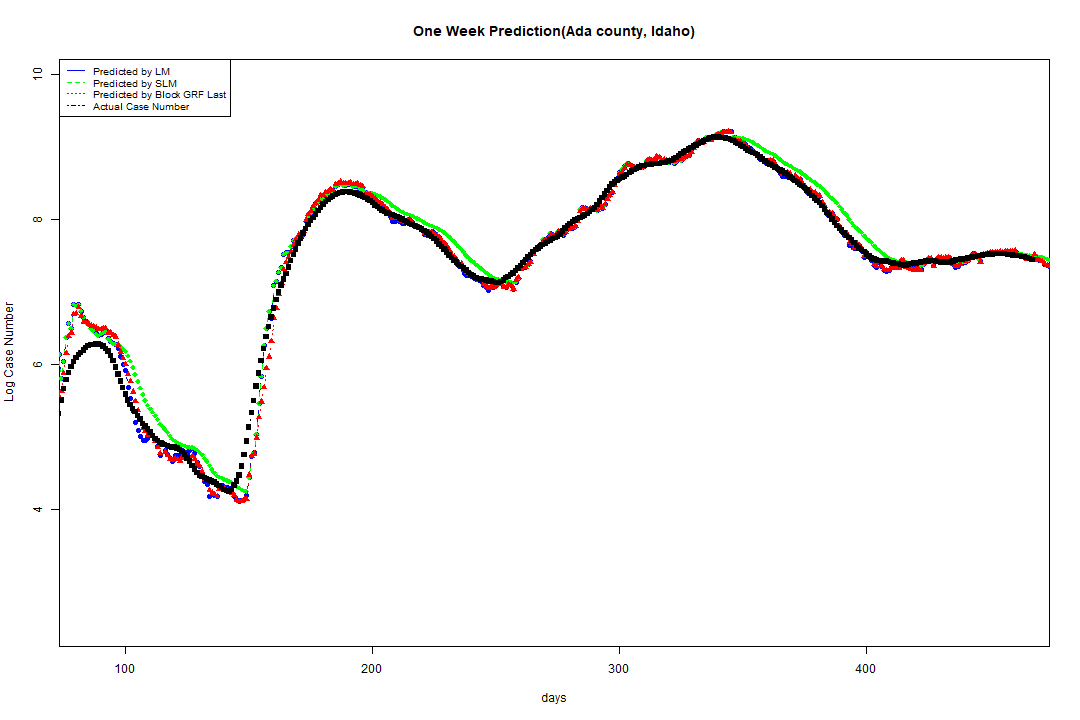 One Week Prediction(Ada county, Idaho)
Predicted by LM
Predicted by SLM
Predicted by Block GRF Last
Actual Case Number
10
8
6
4
Log Case Number
100 200 300 400
days